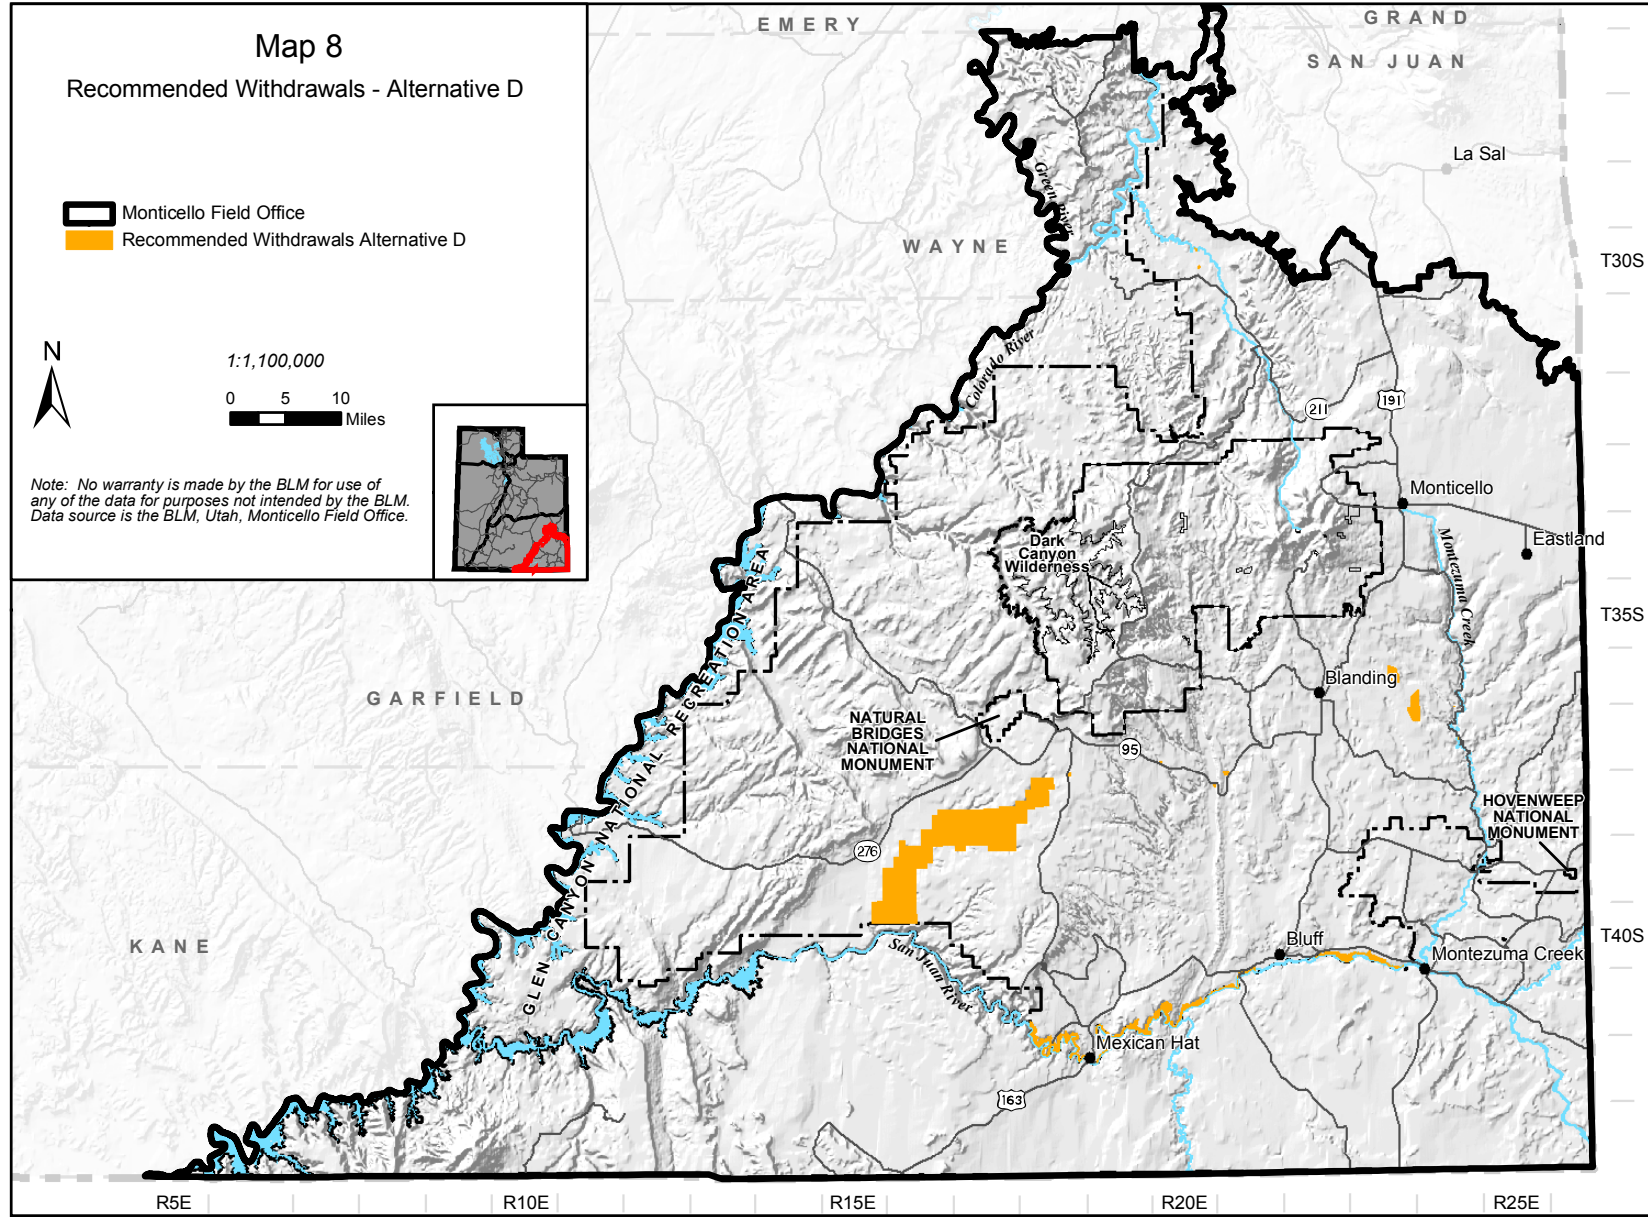 Map 8
Recommended Withdrawals - Alternative D
Monticello Field Office
Recommended Withdrawals Alternative D
N
1:1,100,000
0 5 10
Miles
Note: No warranty is made by the BLM for use of
any of the data for purposes not intended by the BLM.
Data source is the BLM, Utah, Monticello Field Office.
EMERY
GRAND
SAN JUAN
La Sal
Green River
WAYNE
T30S
Colorado River
211
191
Monticello
Eastland
Dark
Canyon
Wilderness
Montezuma Creek
T35S
GLEN CANYON NATIONAL RECREATION AREA
GARFIELD
Blanding
NATURAL
BRIDGES
NATIONAL
MONUMENT
95
HOVENWEEP
NATIONAL
MONUMENT
276
KANE
San Juan River
Bluff
T40S
Montezuma Creek
Mexican Hat
163
R5E
R10E
R15E
R20E
R25E